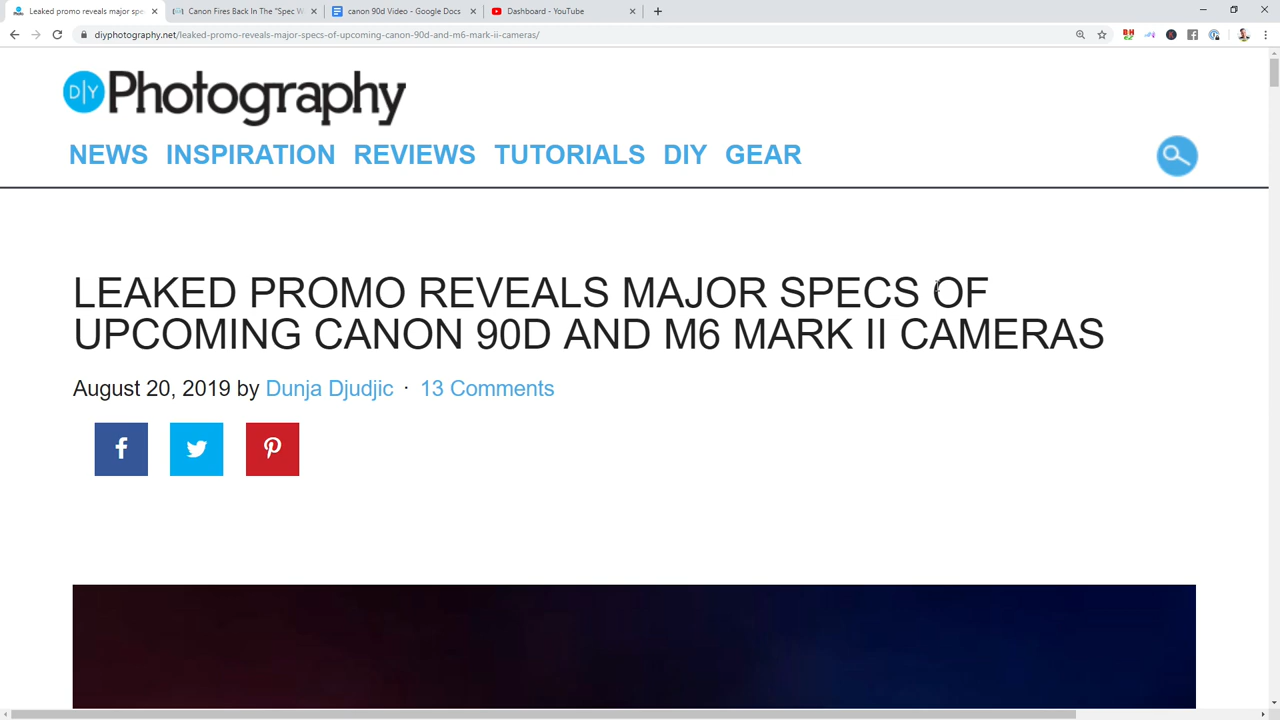 Leaked promo reveals major spe
Canon Fires Back In The "Spec W
canon 90d Video - Google Docs
Dashboard - YouTube
diyphotography.net/leaked-promo-reveals-major-specs-of-upcoming-canon-90d-and-m6-mark-ii-cameras/
DIY Photography
NEWS INSPIRATION REVIEWS TUTORIALS DIY GEAR
LEAKED PROMO REVEALS MAJOR SPECS OF
UPCOMING CANON 90D AND M6 MARK II CAMERAS
August 20, 2019 by Dunja Djudjic · 13 Comments